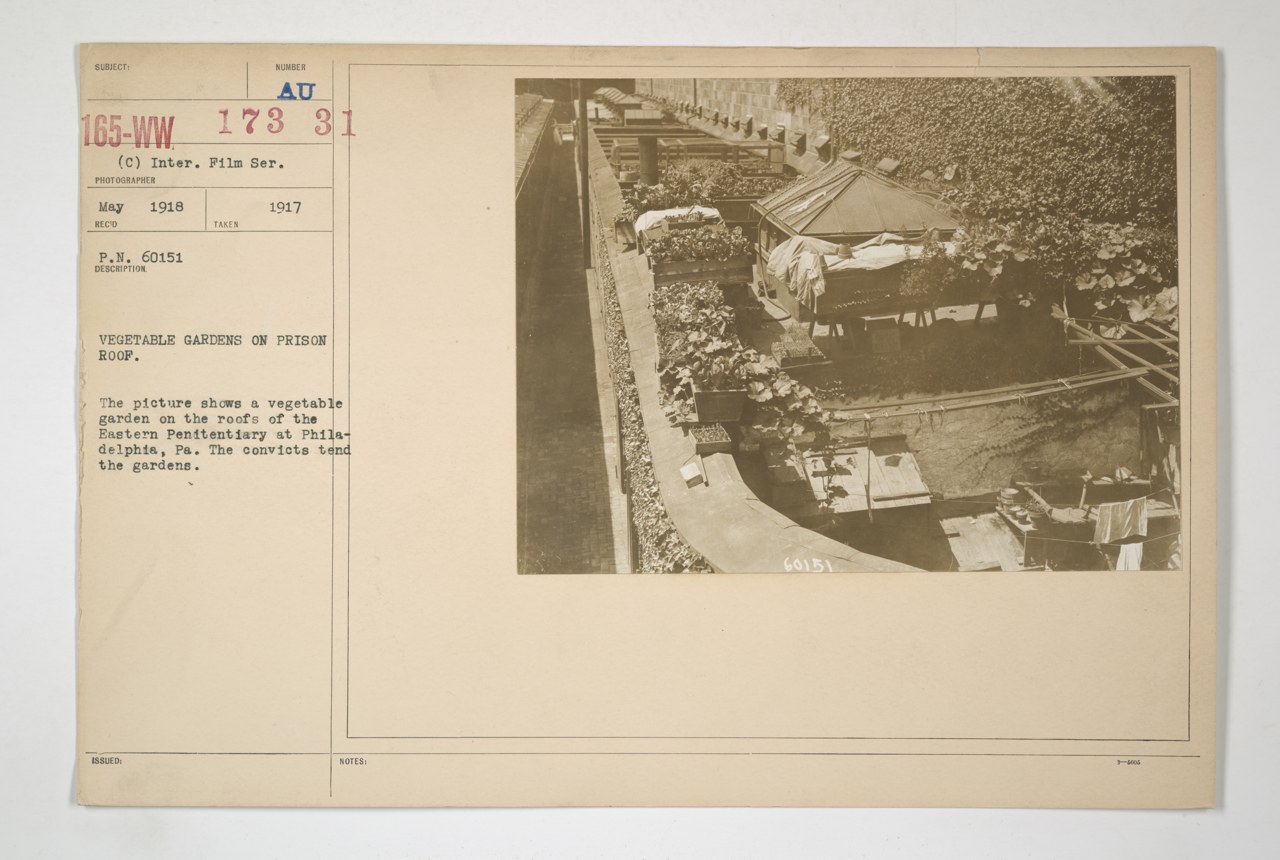 SUBJECT:
NUMBER
AU
165-WW 173 31
(C) Inter. Film Ser.
PHOTOGRAPHER
May 1918 1917
REC'D TAKEN
P.N. 60151
DESCRIPTION
VEGETABLE GARDENS ON PRISON
ROOF.
The picture shows a vegetable
garden on the roofs of the
Eastern Penitentiary at Phila-
delphia, Pa. The convicts tend
the gardens.
60151
ISSUED:
NOTES: